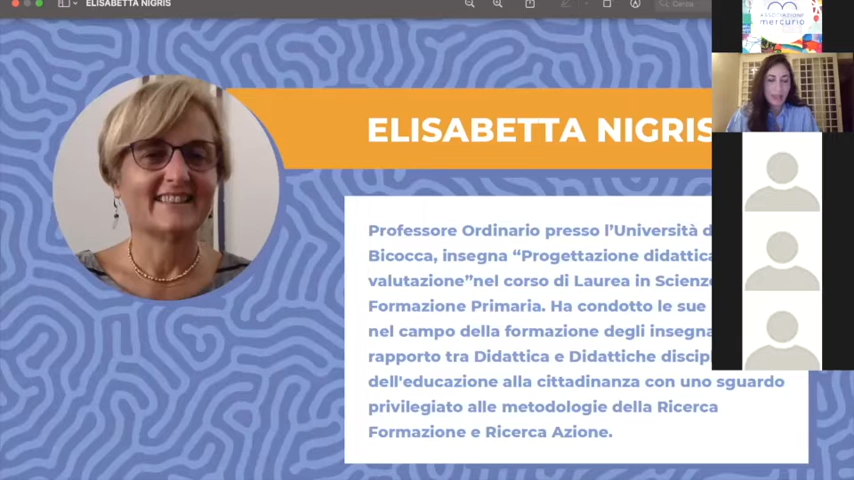 ELISABETTA NIGRIS
Cerca
ASSOCIAZIONE
mercurio
ELISABETTA NIGRIS
Professore Ordinario presso l'Università
Bicocca, insegna “Progettazione didattica
valutazione”nel corso di Laurea in Scienze
Formazione Primaria. Ha condotto le sue
nel campo della formazione degli
rapporto tra Didattica e Didattiche
dell'educazione alla cittadinanza con uno sguardo
privilegiato alle metodologie della Ricerca
Formazione e Ricerca Azione.